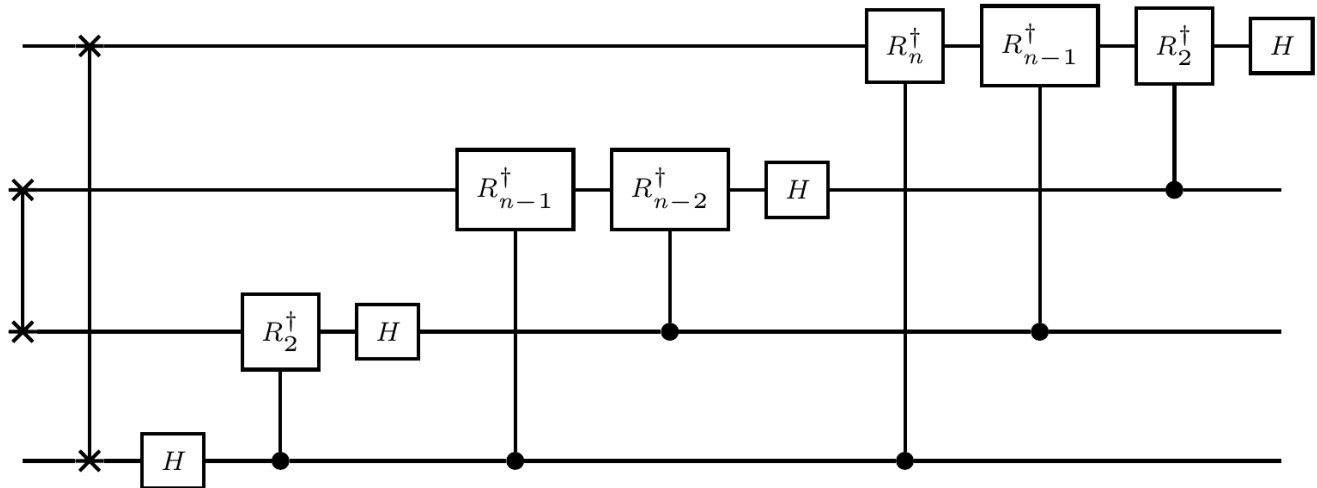 R_n^† R_{n-1}^† R_2^† H
R_{n-1}^† R_{n-2}^† H
R_2^† H
H